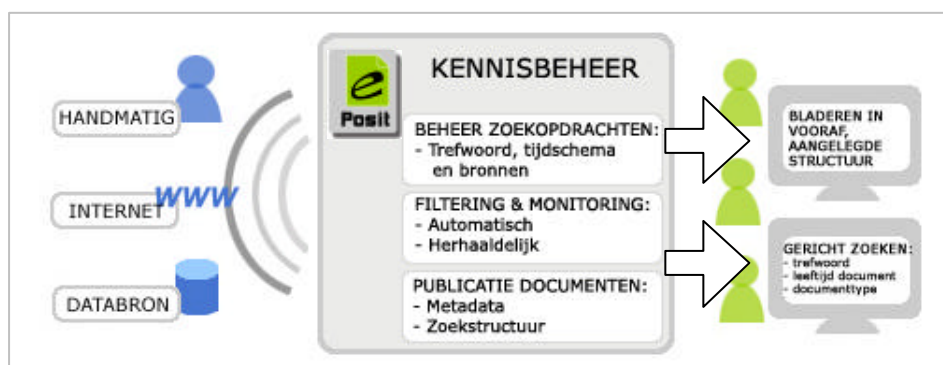 HANDMATIG
INTERNET
WWW
DATABRON
e
Posit
KENNISBEHEER
BEHEER ZOEKOPDRACHTEN:
- Trefwoord, tijdschema
en bronnen
FILTERING & MONITORING:
- Automatisch
- Herhaaldelijk
PUBLICATIE DOCUMENTEN:
- Metadata
- Zoekstructuur
BLADEREN IN
VOORAF,
AANGELEGDE
STRUCTUUR
GERICHT ZOEKEN:
- trefwoord
- leeftijd document
- documenttype